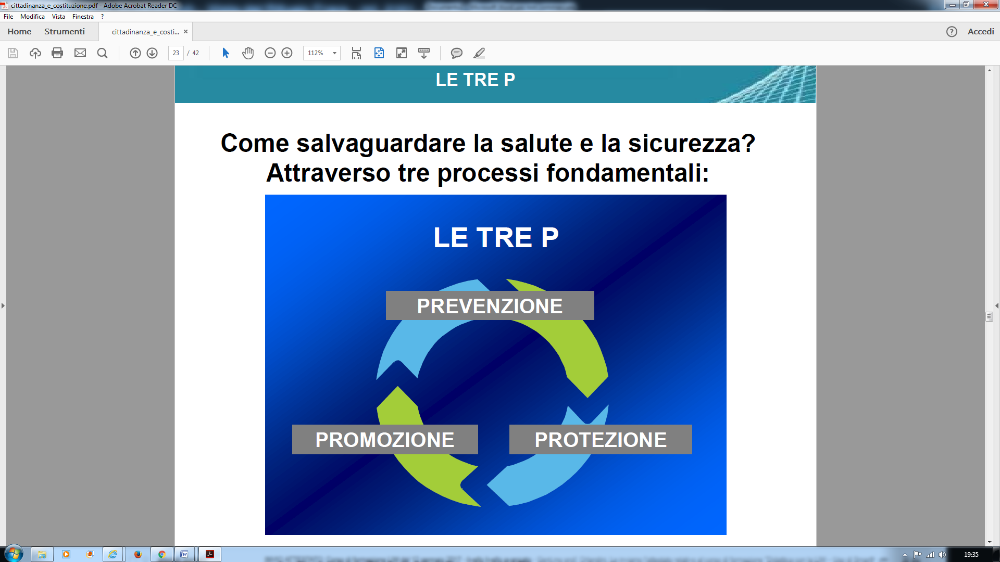 cittadinanza_e_costituzione.pdf - Adobe Acrobat Reader DC
File Modifica Vista Finestra ?
Home Strumenti cittadinanza_e_costi... × ? Accedi
23 / 42 112%
LE TRE P
Come salvaguardare la salute e la sicurezza?
Attraverso tre processi fondamentali:
LE TRE P
PREVENZIONE
PROMOZIONE PROTEZIONE
19:35